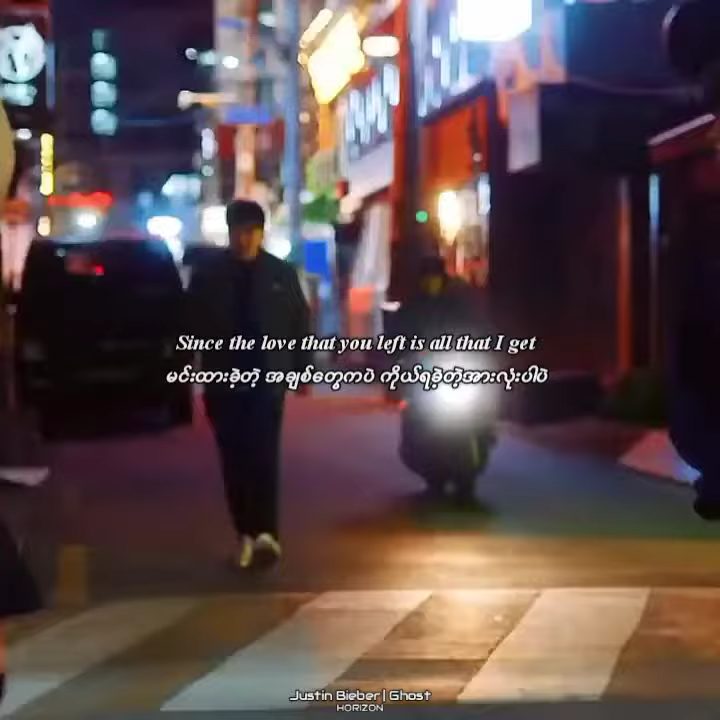 Since the love that you left is all that I get
မင်းထားခဲ့တဲ့ အချစ်တွေကပဲ ကိုယ်ရခဲ့တဲ့အားလုံးပါပဲ
Justin Bieber | Ghost
HORIZON